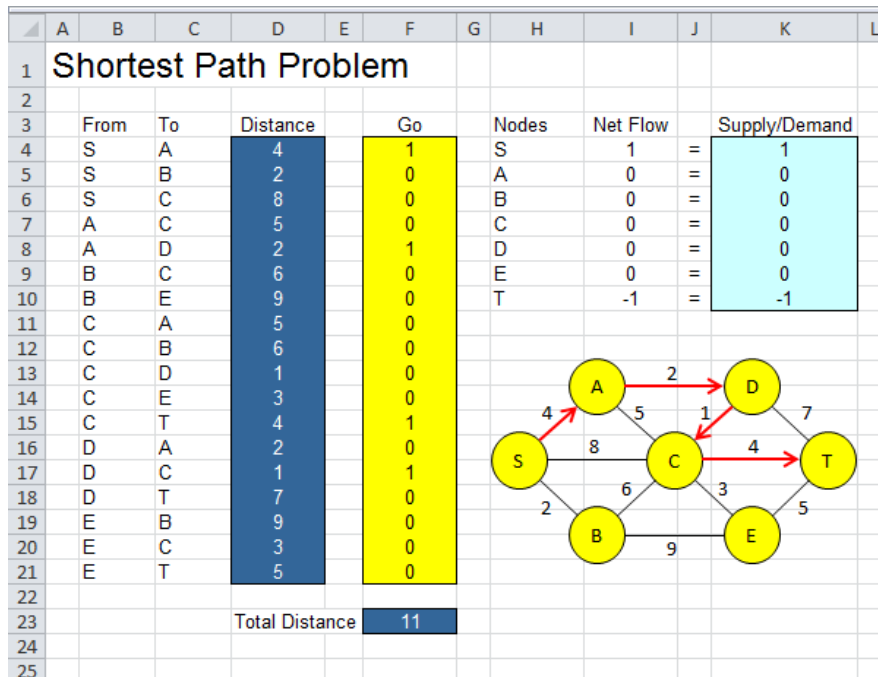 A B C D E F G H I J K L
1 Shortest Path Problem
2
3 From To Distance Go Nodes Net Flow Supply/Demand
4 S A 4 1 S 1 = 1
5 S B 2 0 A 0 = 0
6 S C 8 0 B 0 = 0
7 A C 5 0 C 0 = 0
8 A D 2 1 D 0 = 0
9 B C 6 0 E 0 = 0
10 B E 9 0 T -1 = -1
11 C A 5 0
12 C B 6 0
13 C D 1 0
14 C E 3 0
15 C T 4 1
16 D A 2 0
17 D C 1 1
18 D T 7 0
19 E B 9 0
20 E C 3 0
21 E T 5 0
22
23 Total Distance 11
24
25
A 2 D
4 5 1 7
S 8 C 4 T
2 6 3 5
B 9 E